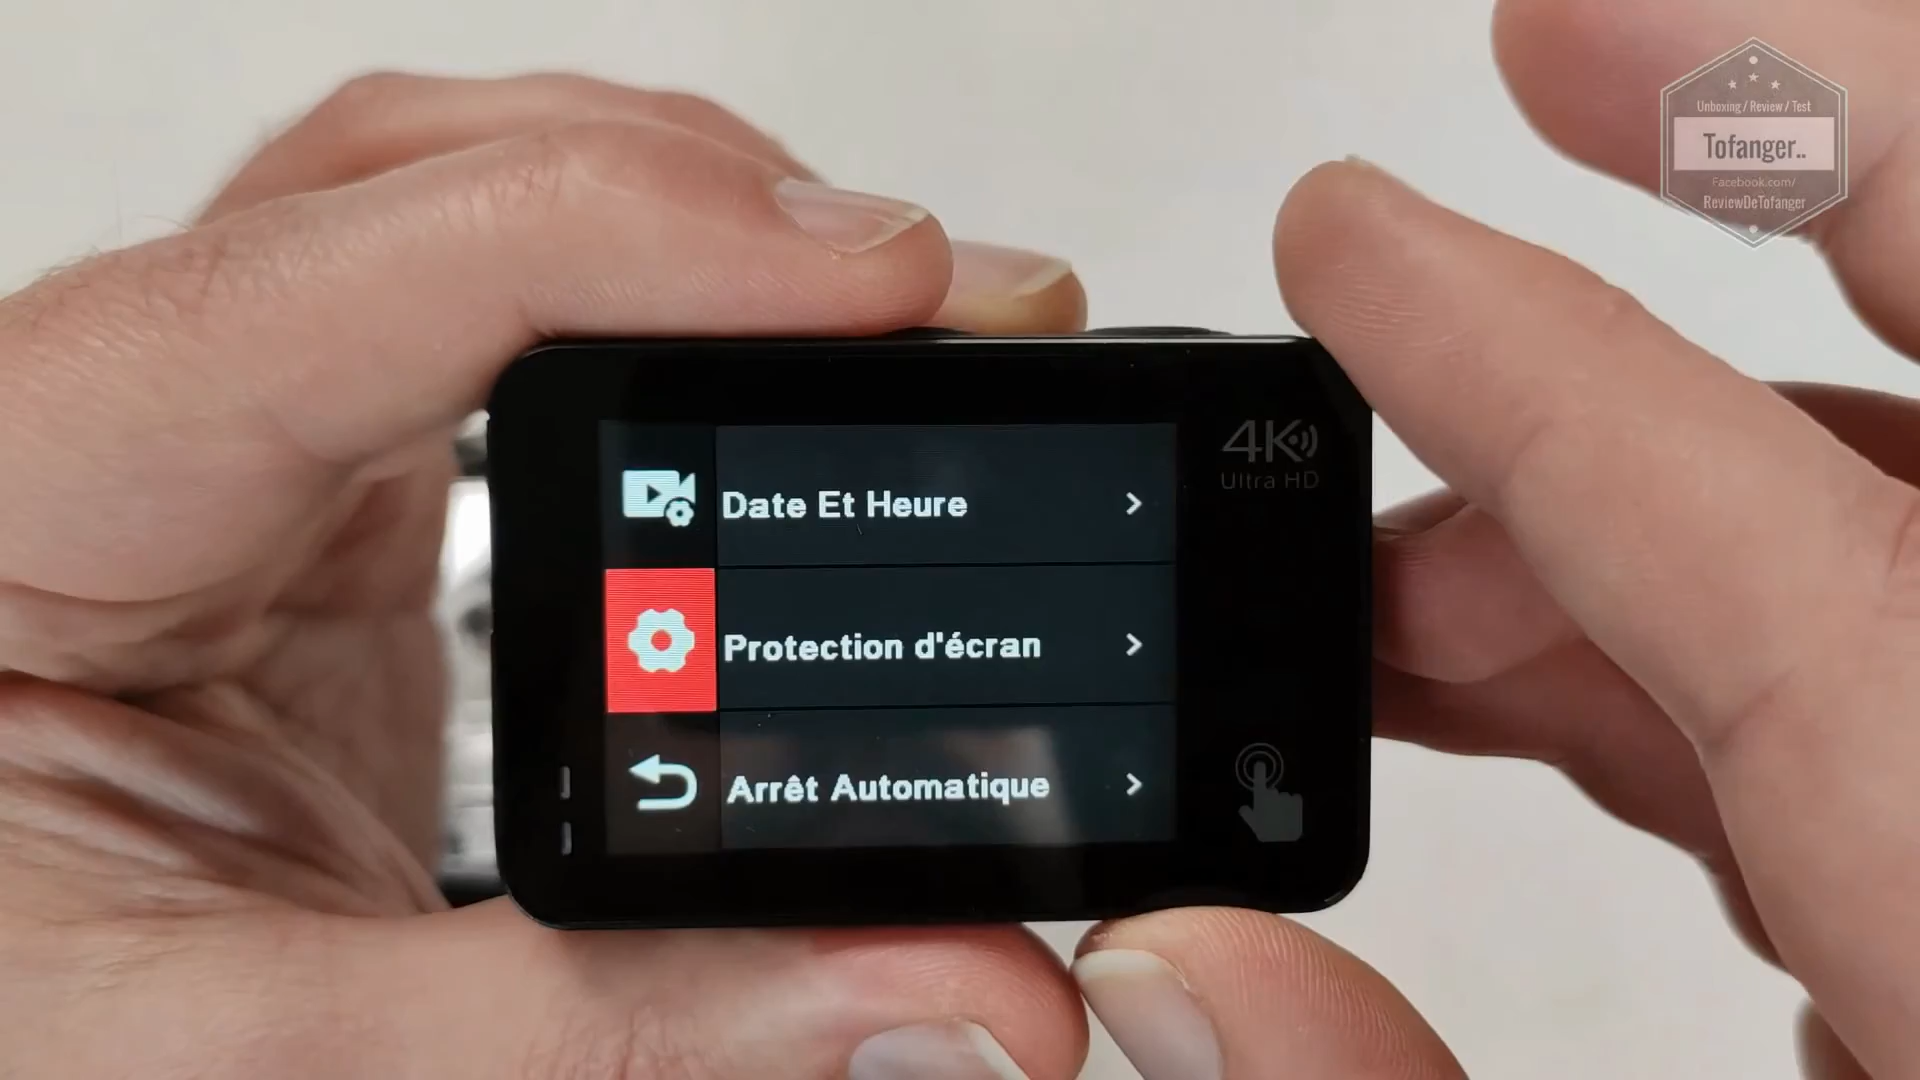 Unboxing / Review / Test
Tofanger..
Facebook.com/
ReviewDeTofanger
4K
Ultra HD
Date Et Heure
Protection d'écran
Arrêt Automatique